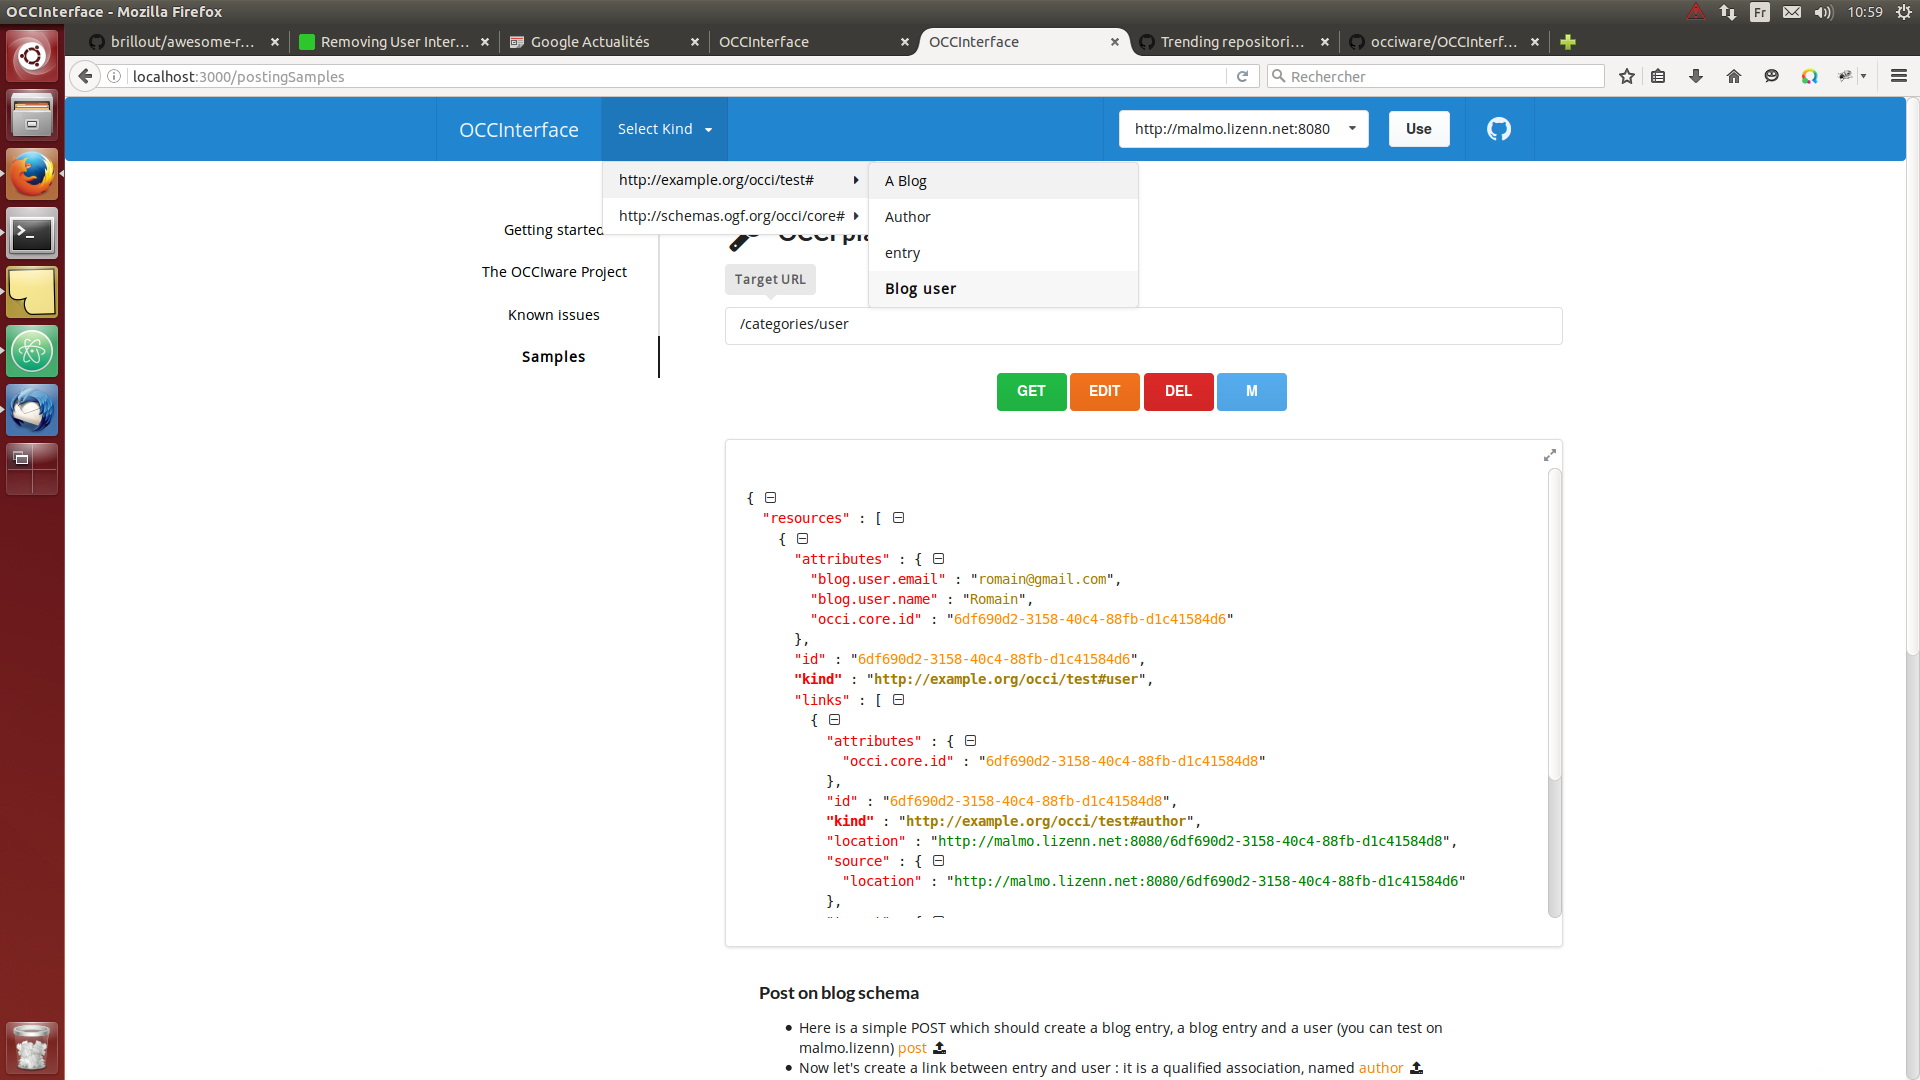 OCCInterface - Mozilla Firefox
Fr
10:59
brillout/awesome-r...
Removing User Inter...
Google Actualités
OCCInterface
OCCInterface
Trending repositori...
occiware/OCCInterf...
localhost:3000/postingSamples
Rechercher
OCCInterface
Select Kind
http://malmo.lizenn.net:8080
Use
http://example.org/occi/test#
http://schemas.ogf.org/occi/core#
A Blog
Author
entry
Blog user
Getting started
The OCCIware Project
Known issues
Samples
Target URL
/categories/user
GET
EDIT
DEL
M
{
"resources" : [
{
"attributes" : {
"blog.user.email" : "romain@gmail.com",
"blog.user.name" : "Romain",
"occi.core.id" : "6df690d2-3158-40c4-88fb-d1c41584d6"
},
"id" : "6df690d2-3158-40c4-88fb-d1c41584d6",
"kind" : "http://example.org/occi/test#user",
"links" : [
{
"attributes" : {
"occi.core.id" : "6df690d2-3158-40c4-88fb-d1c41584d8"
},
"id" : "6df690d2-3158-40c4-88fb-d1c41584d8",
"kind" : "http://example.org/occi/test#author",
"location" : "http://malmo.lizenn.net:8080/6df690d2-3158-40c4-88fb-d1c41584d8",
"source" : {
"location" : "http://malmo.lizenn.net:8080/6df690d2-3158-40c4-88fb-d1c41584d6"
},
Post on blog schema
Here is a simple POST which should create a blog entry, a blog entry and a user (you can test on
malmo.lizenn) post
Now let's create a link between entry and user : it is a qualified association, named author